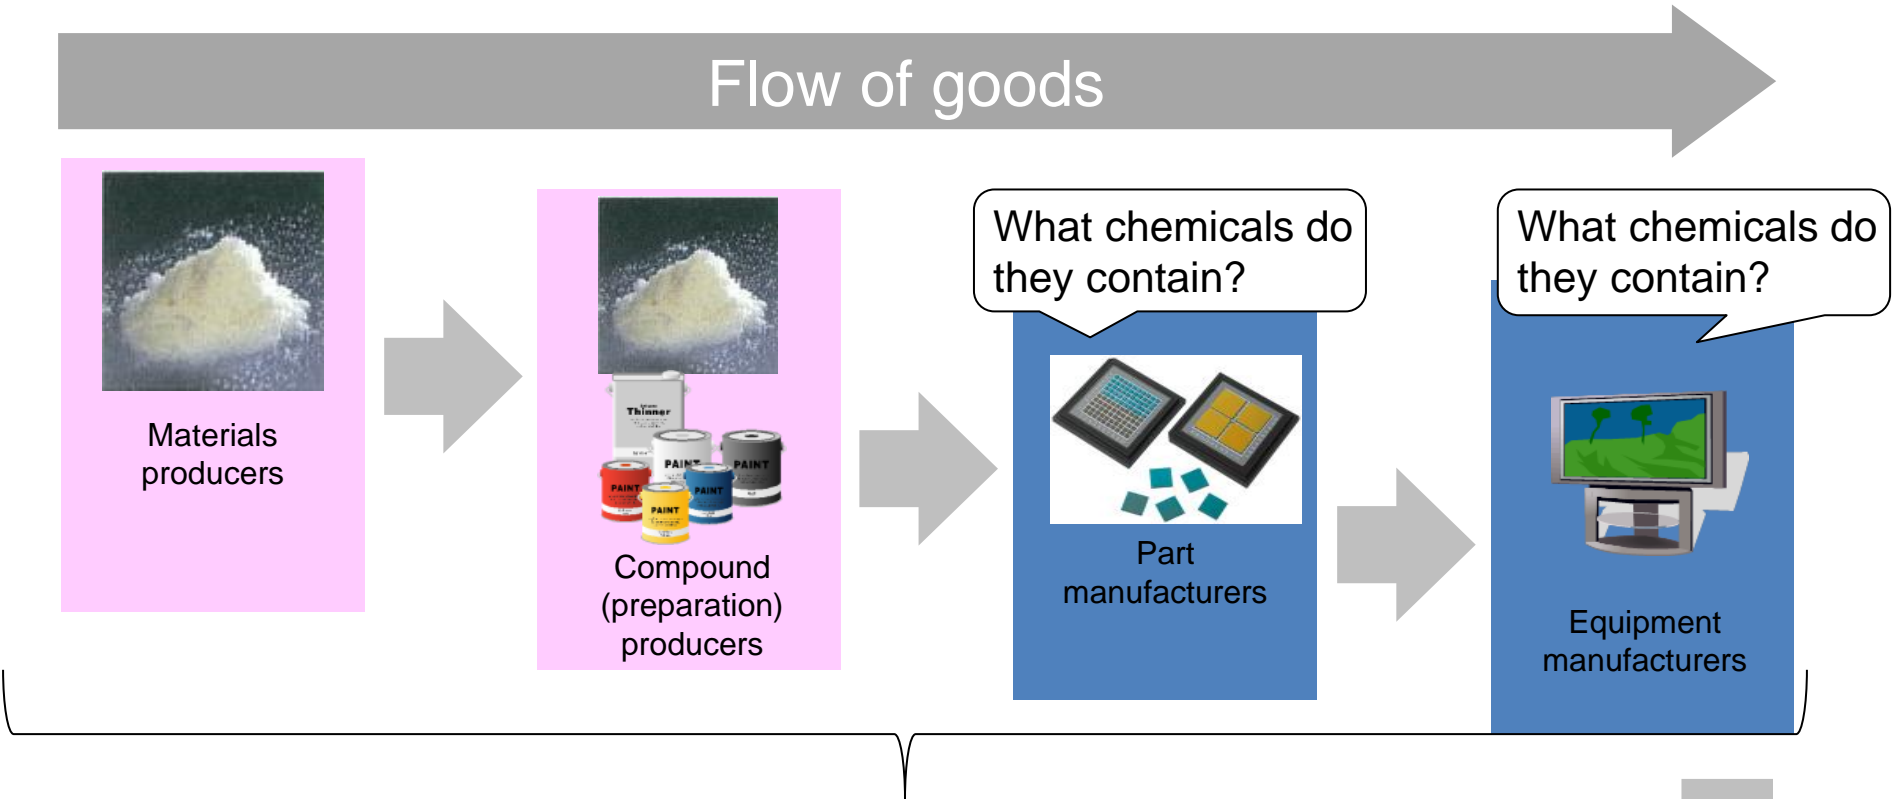 Flow of goods
Materials
producers
Thinner
PAINT
PAINT
PAINT
PAINT
PAINT
Compound
(preparation)
producers
What chemicals do
they contain?
Part
manufacturers
What chemicals do
they contain?
Equipment
manufacturers